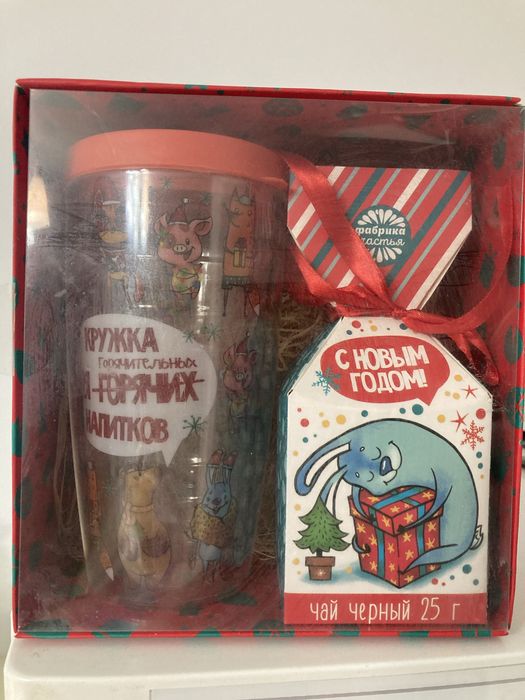 КРУЖКА
ГОРЯЧИТЕЛЬНЫХ
ГОРЯЧИХ
НАПИТКОВ
фабрика
счастья
С НОВЫМ
ГОДОМ!
ЧАЙ ЧЕРНЫЙ 25 г